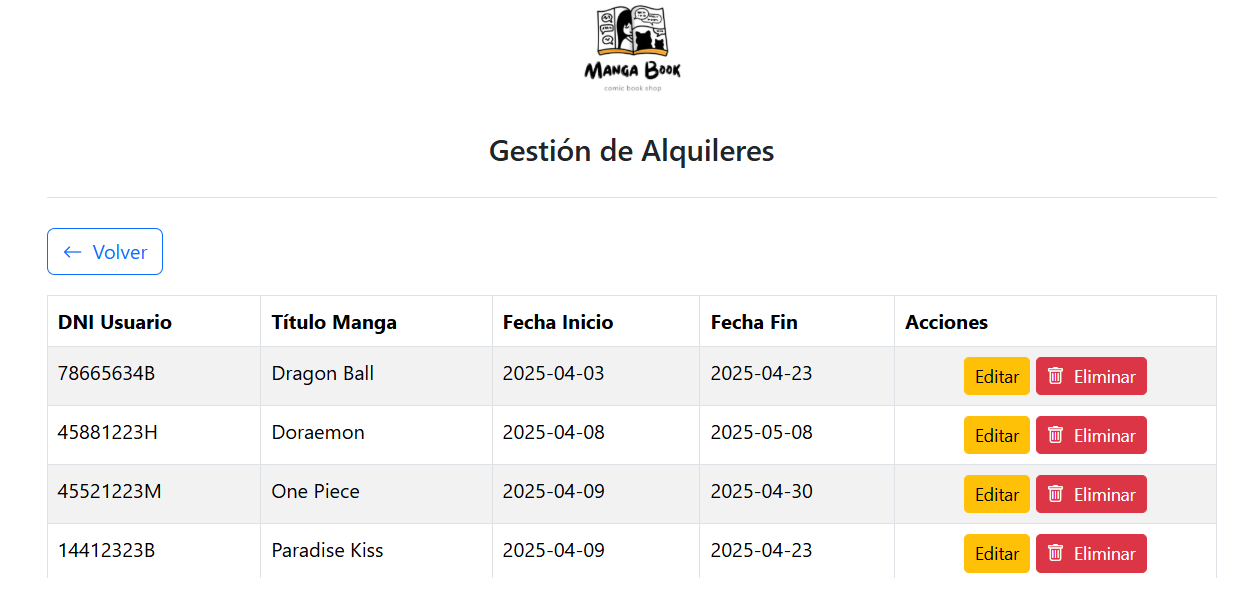 MANGA BOOK
comic book shop
Gestión de Alquileres
Volver
DNI Usuario Título Manga Fecha Inicio Fecha Fin Acciones
78665634B Dragon Ball 2025-04-03 2025-04-23 Editar Eliminar
45881223H Doraemon 2025-04-08 2025-05-08 Editar Eliminar
45521223M One Piece 2025-04-09 2025-04-30 Editar Eliminar
14412323B Paradise Kiss 2025-04-09 2025-04-23 Editar Eliminar